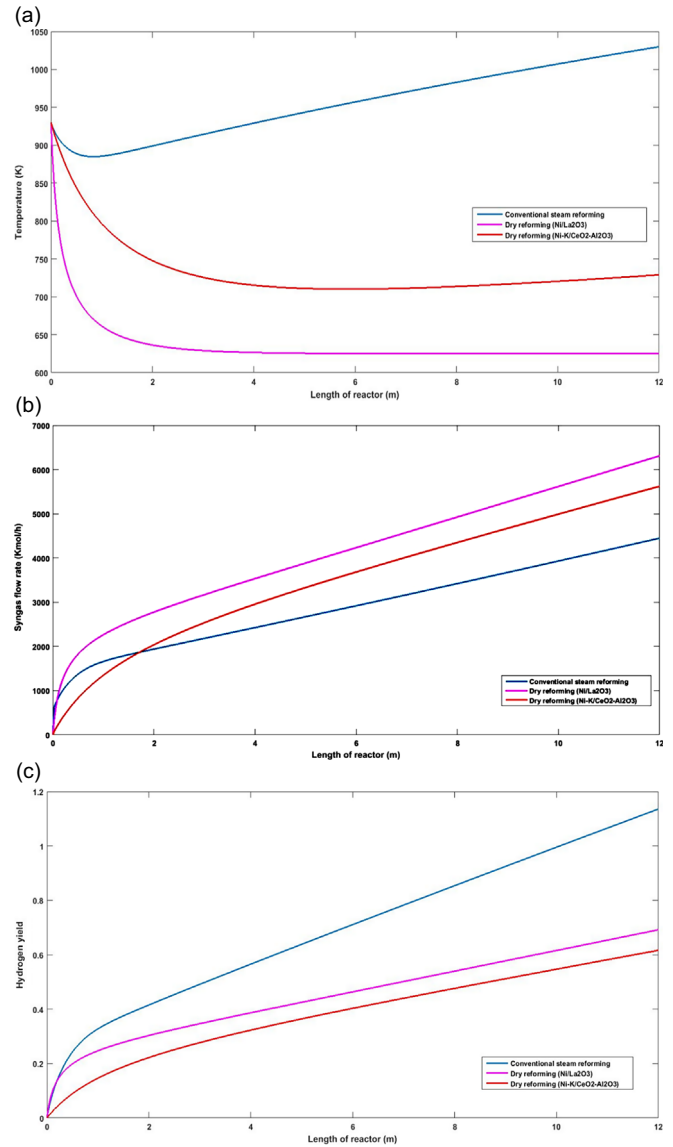 (a)
1050
1000
950
900
850
800
750
700
650
600
Temperature (K)
Conventional steam reforming
Dry reforming (Ni/La2O3)
Dry reforming (Ni-K/CeO2-Al2O3)
0 2 4 6 8 10 12
Length of reactor (m)
(b)
7000
6000
5000
4000
3000
2000
1000
0
Syngas flow rate (Kmol/h)
Conventional steam reforming
Dry reforming (Ni/La2O3)
Dry reforming (Ni-K/CeO2-Al2O3)
0 2 4 6 8 10 12
Length of reactor (m)
(c)
1.2
1
0.8
0.6
0.4
0.2
0
Hydrogen yield
Conventional steam reforming
Dry reforming (Ni/La2O3)
Dry reforming (Ni-K/CeO2-Al2O3)
0 2 4 6 8 10 12
Length of reactor (m)